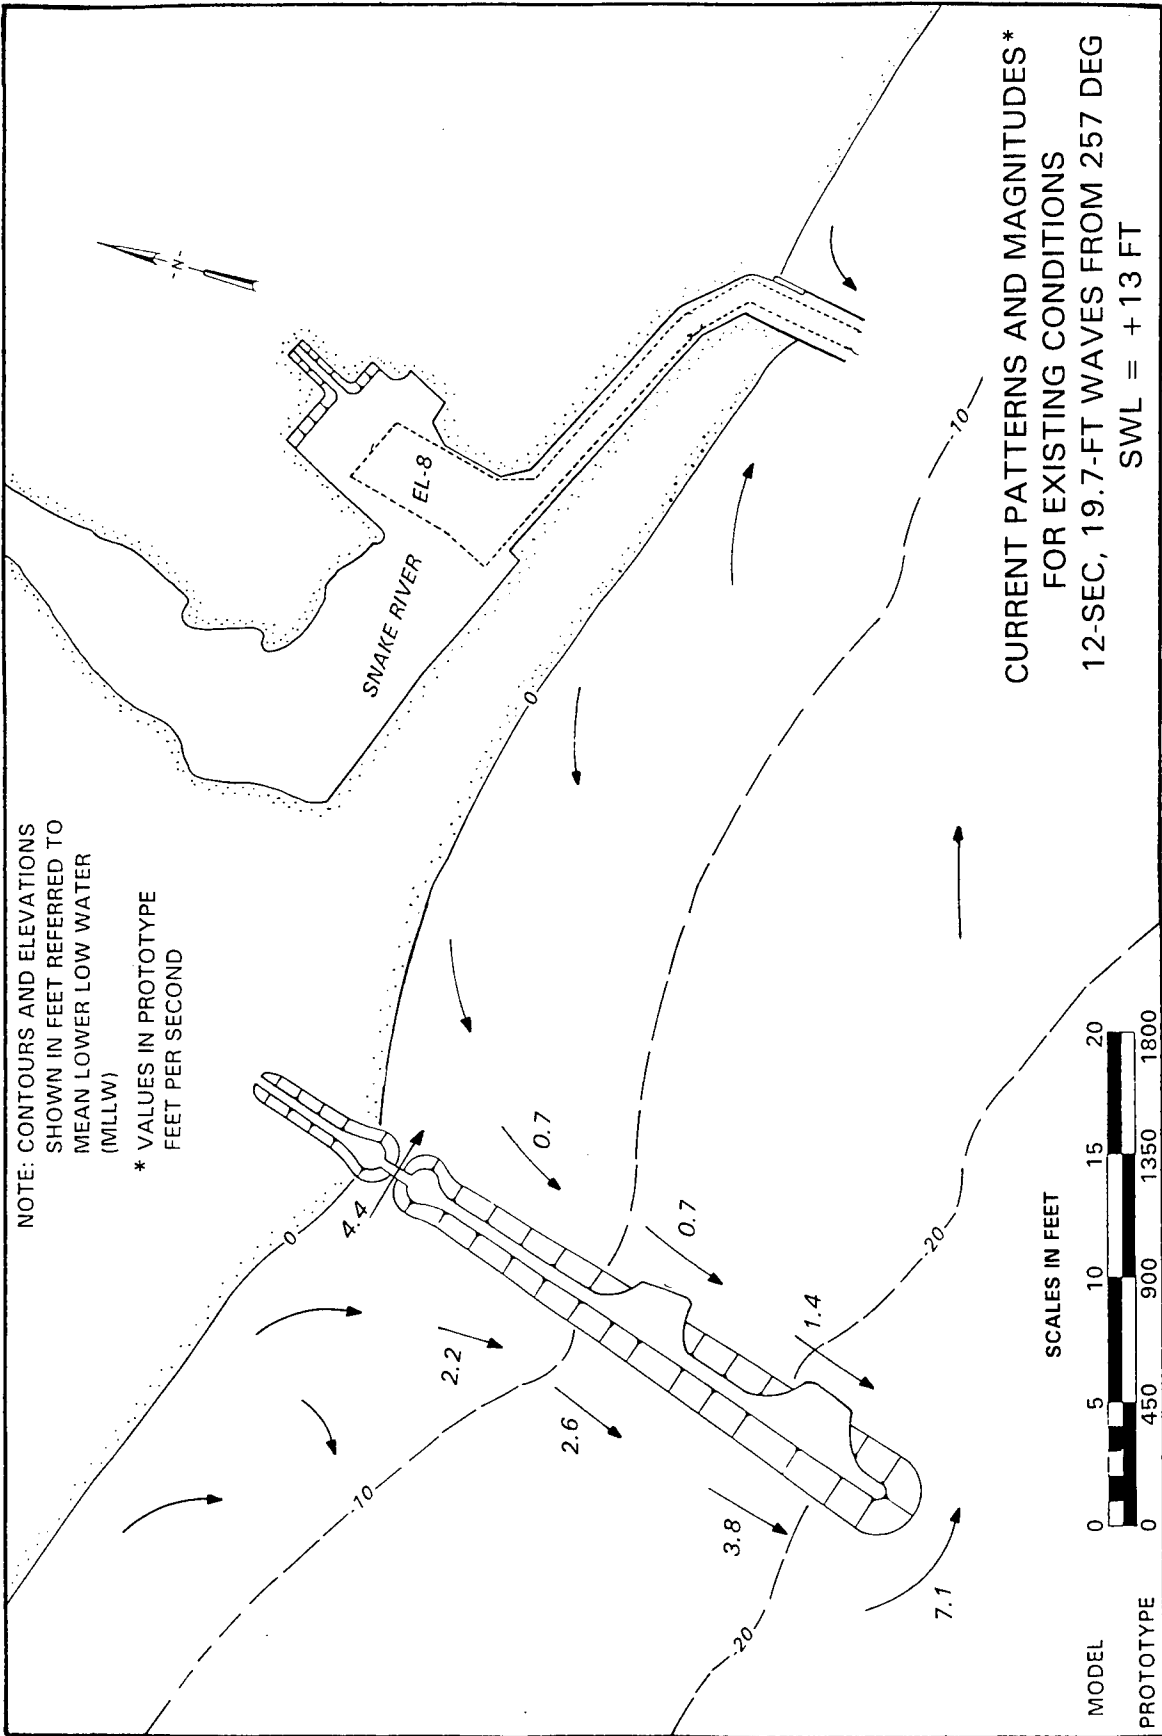 NOTE: CONTOURS AND ELEVATIONS
SHOWN IN FEET REFERRED TO
MEAN LOWER LOW WATER
(MLLW)
* VALUES IN PROTOTYPE
FEET PER SECOND
-N-
SNAKE RIVER
EL-8
0
0
4.4
0.7
2.2
2.6
0.7
-10
-10
3.8
1.4
7.1
-20
-20
CURRENT PATTERNS AND MAGNITUDES*
FOR EXISTING CONDITIONS
12-SEC, 19.7-FT WAVES FROM 257 DEG
SWL = +13 FT
SCALES IN FEET
MODEL 0 5 10 15 20
PROTOTYPE 0 450 900 1350 1800